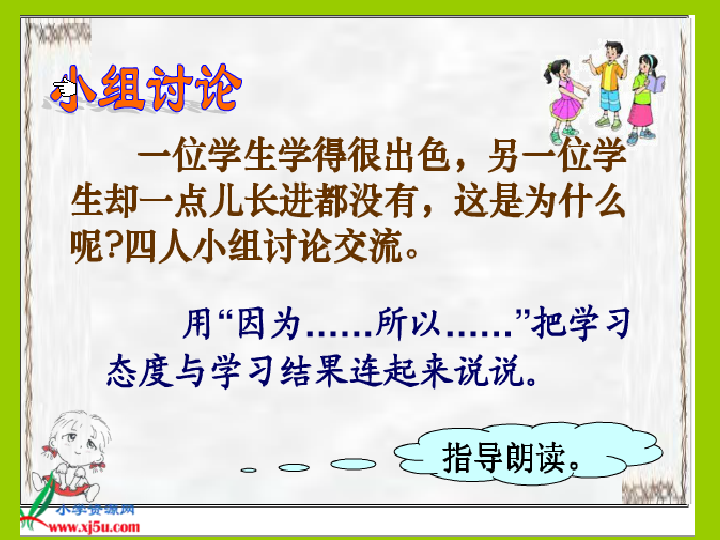 小组讨论
一位学生学得很出色，另一位学
生却一点儿长进都没有，这是为什么
呢?四人小组讨论交流。
用“因为……所以……”把学习
态度与学习结果连起来说说。
指导朗读。
小学资源网
www.xj5u.com